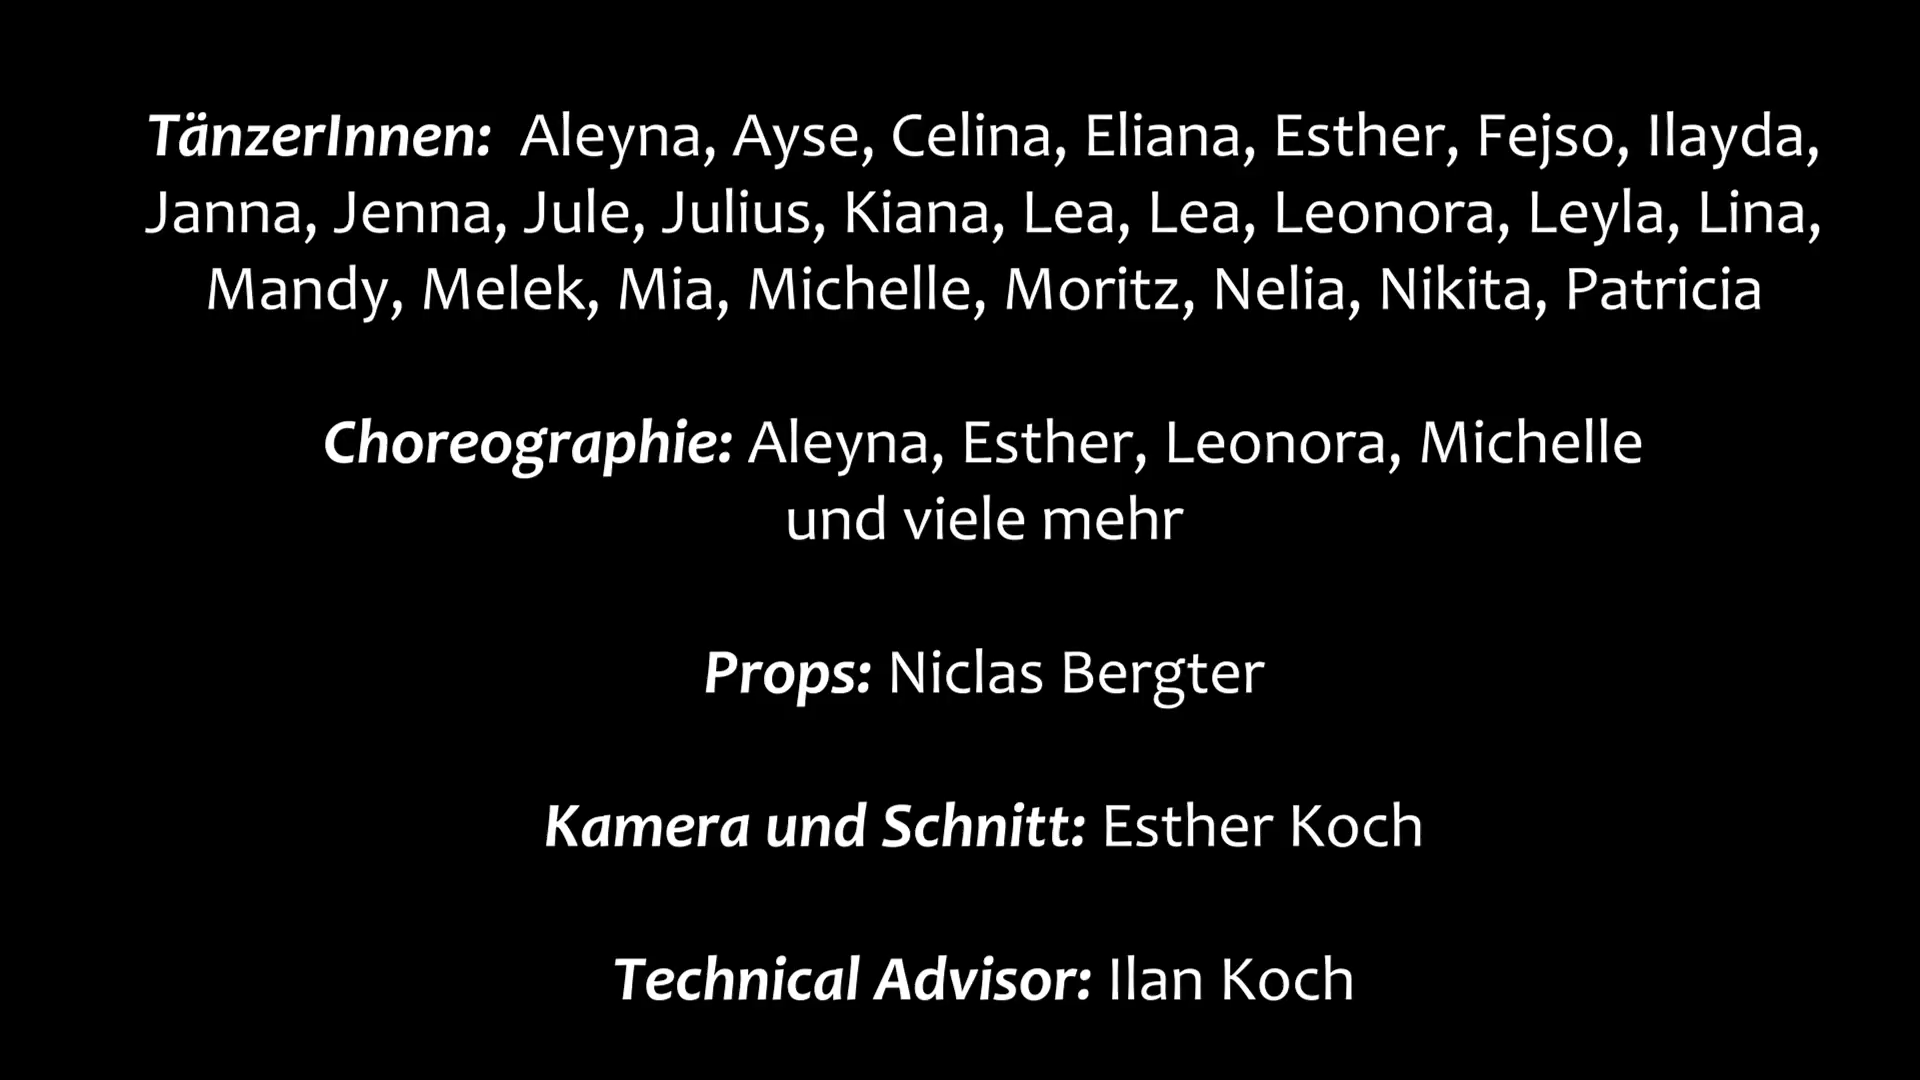 TänzerInnen: Aleyna, Ayse, Celina, Eliana, Esther, Fejso, Ilayda,
Janna, Jenna, Jule, Julius, Kiana, Lea, Lea, Leonora, Leyla, Lina,
Mandy, Melek, Mia, Michelle, Moritz, Nelia, Nikita, Patricia
Choreographie: Aleyna, Esther, Leonora, Michelle
und viele mehr
Props: Niclas Bergter
Kamera und Schnitt: Esther Koch
Technical Advisor: Ilan Koch